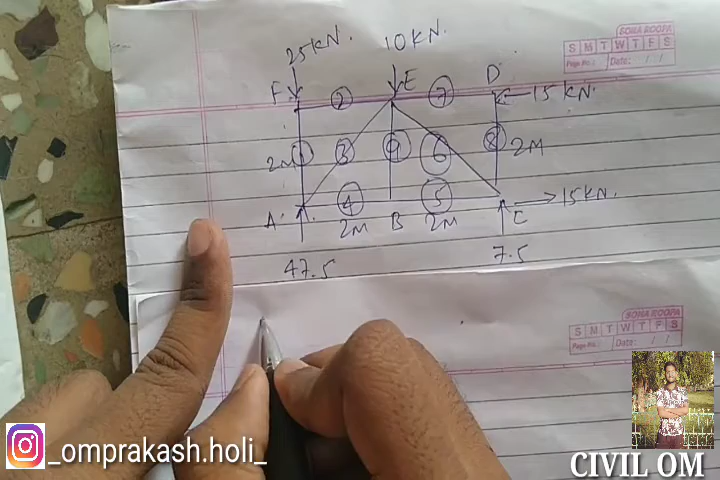 25KN.
10KN.
SOMA ROOPA
S M T W T F S
Page No.: Date: / /
F
E
D
2
7
15 KN.
2M
1
3
9
6
8
2M
A
4
5
C
15KN.
2M
B
2M
47.5
7.5
SOMA ROOPA
S M T W T F S
Page No.: Date: / /
_omprakash.holi_
CIVIL OM